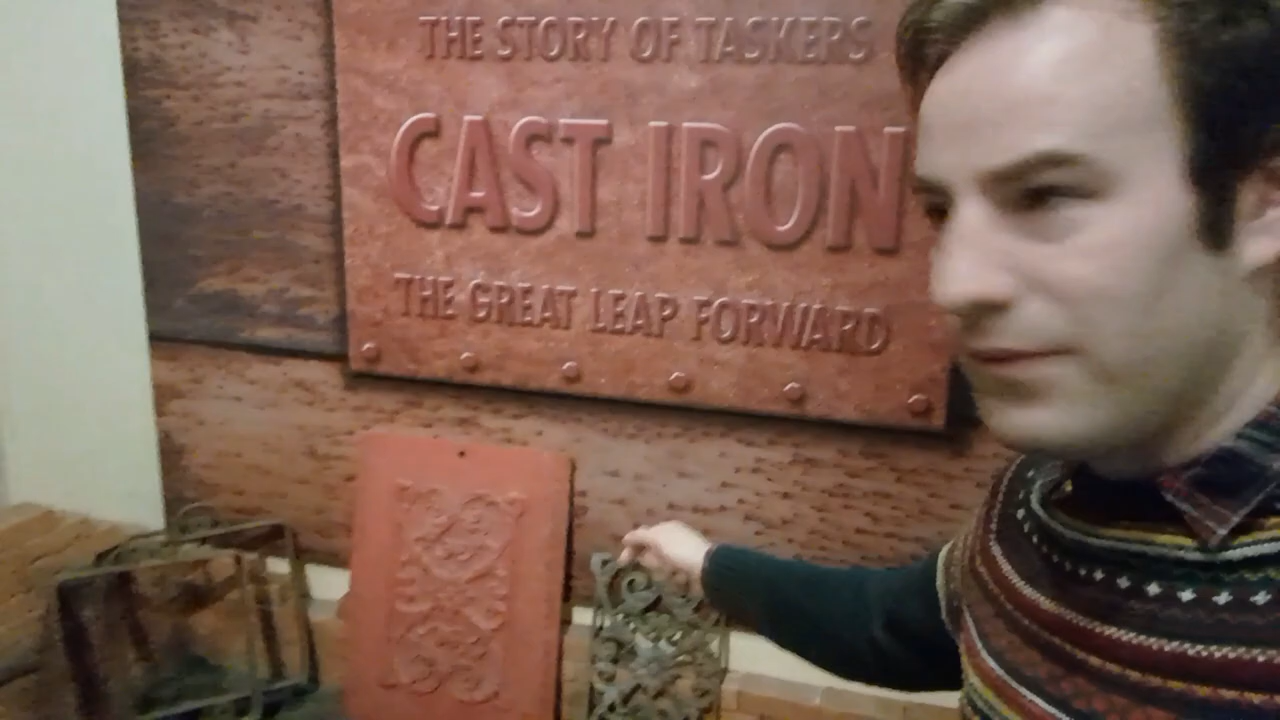 THE STORY OF TASKERS
CAST IRON
THE GREAT LEAP FORWARD